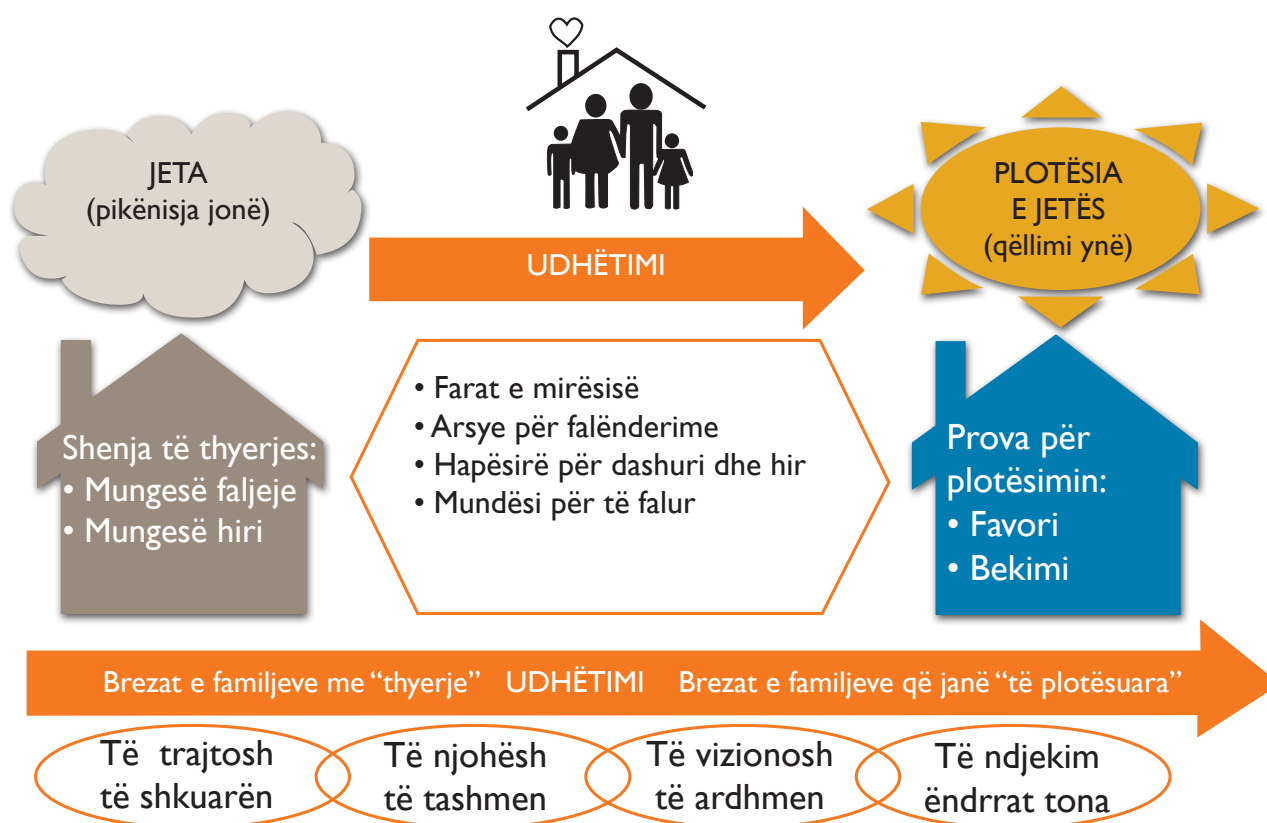 JETA
(pikënisja jonë)
UDHËTIMI
PLOTËSIA
E JETËS
(qëllimi ynë)
Shenja të thyerjes:
• Mungesë faljeje
• Mungesë hiri
• Farat e mirësisë
• Arsye për falënderime
• Hapësirë për dashuri dhe hir
• Mundësi për të falur
Prova për
plotësimin:
• Favori
• Bekimi
Brezat e familjeve me “thyerje” UDHËTIMI Brezat e familjeve që janë “të plotësuara”
Të trajtosh
të shkuarën
Të njohësh
të tashmen
Të vizionosh
të ardhmen
Të ndjekim
ëndrrat tona